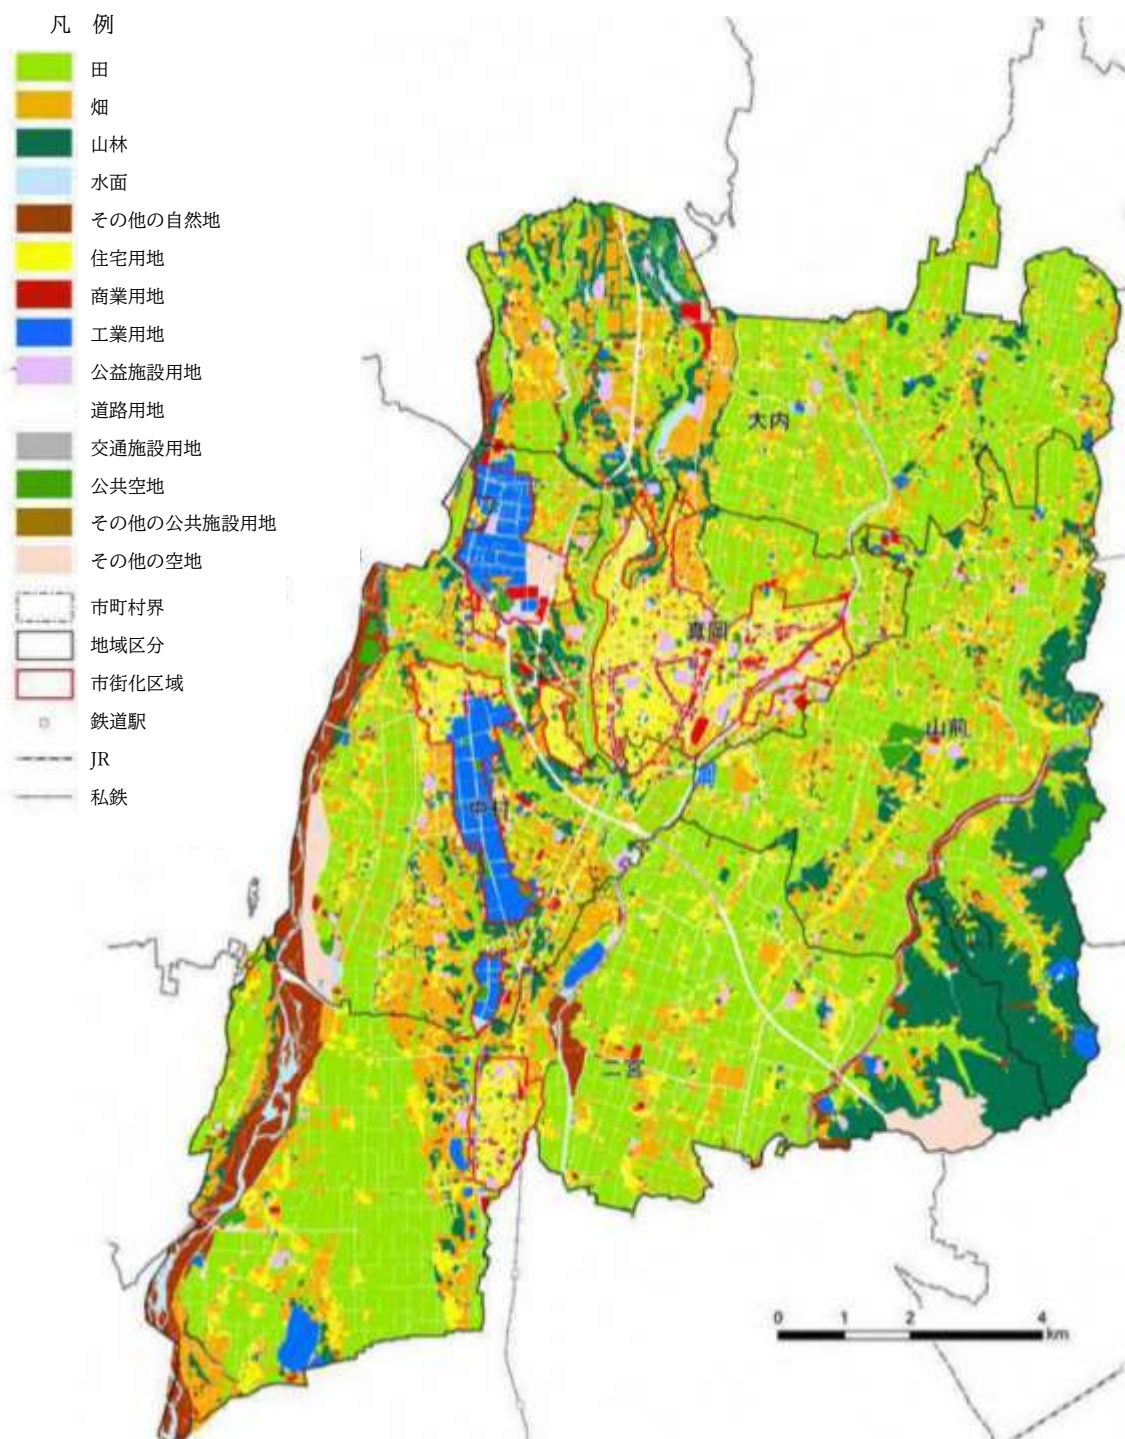 凡 例
田
畑
山林
水面
その他の自然地
住宅用地
商業用地
工業用地
公益施設用地
道路用地
交通施設用地
公共空地
その他の公共施設用地
その他の空地
市町村界
地域区分
市街化区域
鉄道駅
JR
私鉄
大内
真岡
山前
中村
二宮
0 1 2 4
km